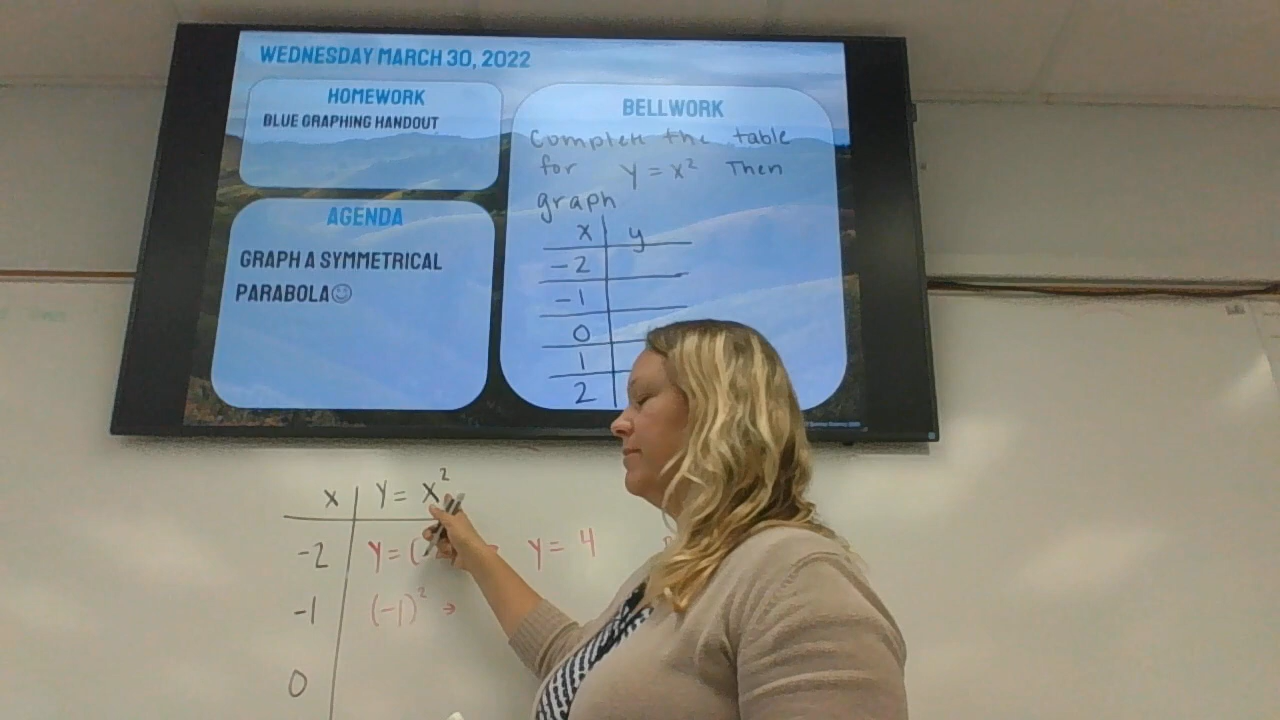 WEDNESDAY MARCH 30, 2022
HOMEWORK
BLUE GRAPHING HANDOUT
AGENDA
GRAPH A SYMMETRICAL
PARABOLA☺
BELLWORK
Complete the table
for y = x² Then
graph
x y
-2
-1
0
1
2
x y = x²
-2 y = ( y = 4
-1 (-1)² →
0